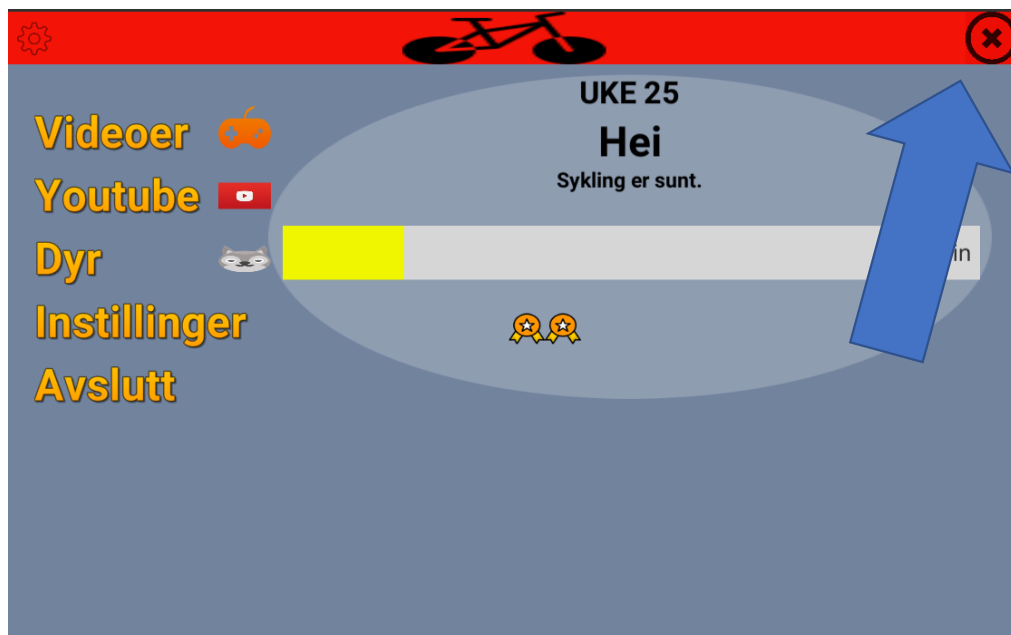 UKE 25
Hei
Sykling er sunt.
Videoer
Youtube
Dyr
Instillinger
Avslutt